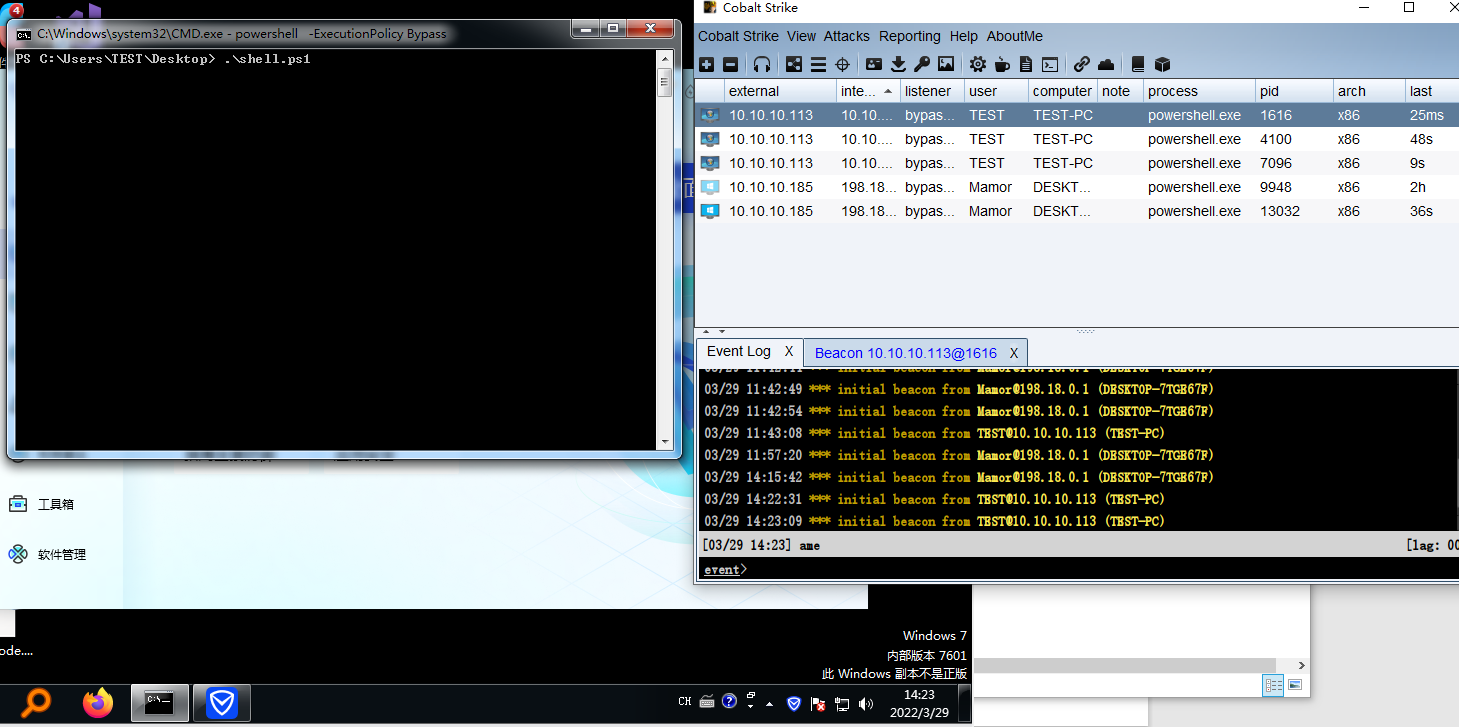 4
C:\Windows\system32\CMD.exe - powershell -ExecutionPolicy Bypass
PS C:\Users\TEST\Desktop> .\shell.ps1
工具箱
软件管理
ode....
Windows 7
内部版本 7601
此 Windows 副本不是正版
CH
14:23
2022/3/29
Cobalt Strike
Cobalt Strike View Attacks Reporting Help AboutMe
external inte... listener user computer note process pid arch last
10.10.10.113 10.10.... bypas... TEST TEST-PC powershell.exe 1616 x86 25ms
10.10.10.113 10.10.... bypas... TEST TEST-PC powershell.exe 4100 x86 48s
10.10.10.113 10.10.... bypas... TEST TEST-PC powershell.exe 7096 x86 9s
10.10.10.185 198.18... bypas... Mamor DESKT... powershell.exe 9948 x86 2h
10.10.10.185 198.18... bypas... Mamor DESKT... powershell.exe 13032 x86 36s
Event Log X Beacon 10.10.10.113@1616 X
03/29 11:42:49 *** initial beacon from Mamor@198.18.0.1 (DESKTOP-7TGE67F)
03/29 11:42:54 *** initial beacon from Mamor@198.18.0.1 (DESKTOP-7TGE67F)
03/29 11:43:08 *** initial beacon from TEST@10.10.10.113 (TEST-PC)
03/29 11:57:20 *** initial beacon from Mamor@198.18.0.1 (DESKTOP-7TGE67F)
03/29 14:15:42 *** initial beacon from Mamor@198.18.0.1 (DESKTOP-7TGE67F)
03/29 14:22:31 *** initial beacon from TEST@10.10.10.113 (TEST-PC)
03/29 14:23:09 *** initial beacon from TEST@10.10.10.113 (TEST-PC)
[03/29 14:23] ame [lag: 00
event>